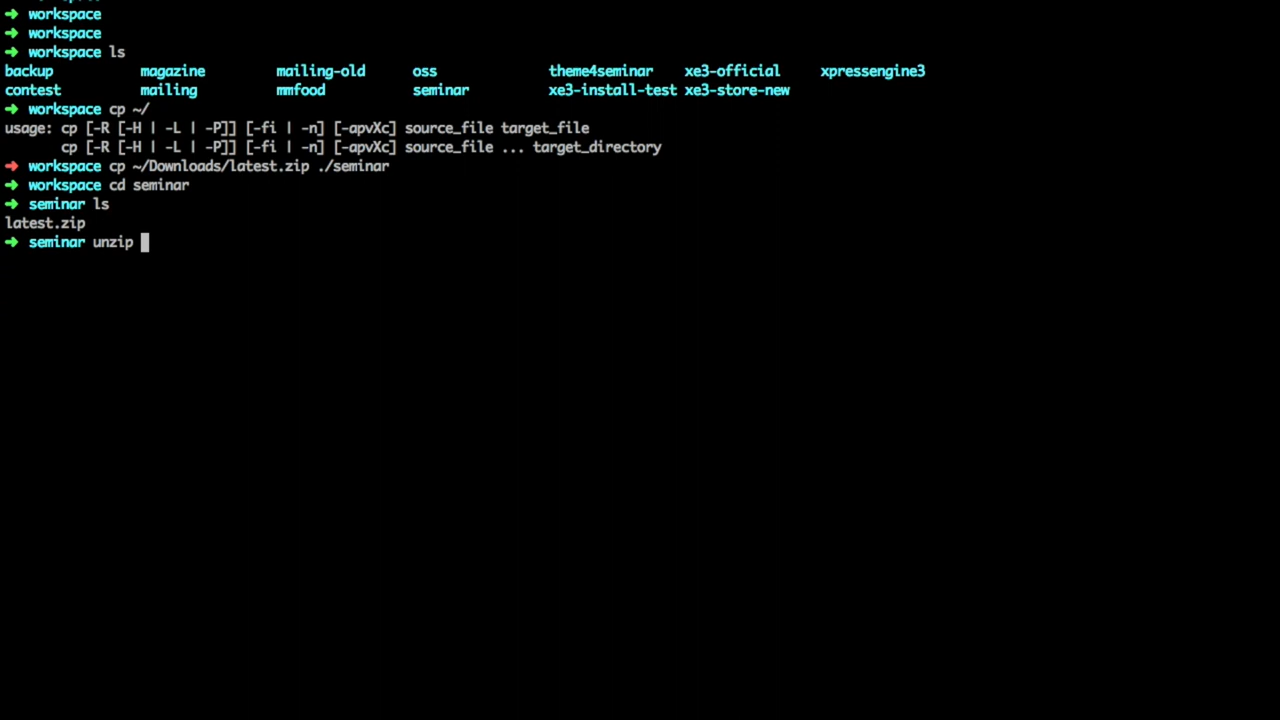 ➜ workspace
➜ workspace
➜ workspace ls
backup magazine mailing-old oss theme4seminar xe3-official xpressengine3
contest mailing mmfood seminar xe3-install-test xe3-store-new
➜ workspace cp ~/
usage: cp [-R [-H | -L | -P]] [-fi | -n] [-apvXc] source_file target_file
cp [-R [-H | -L | -P]] [-fi | -n] [-apvXc] source_file ... target_directory
➜ workspace cp ~/Downloads/latest.zip ./seminar
➜ workspace cd seminar
➜ seminar ls
latest.zip
➜ seminar unzip